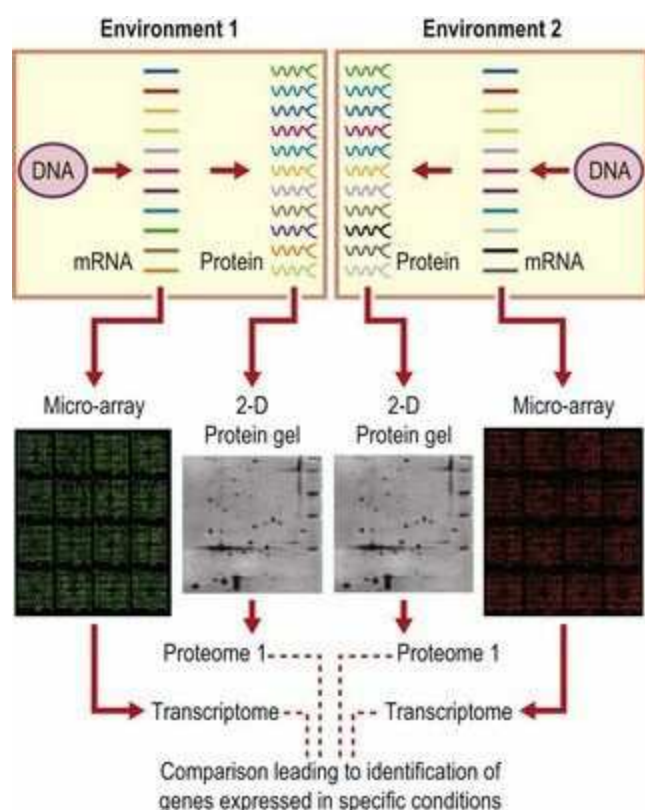 Environment 1
Environment 2
DNA
mRNA
Protein
Protein
mRNA
DNA
Micro-array
2-D
Protein gel
2-D
Protein gel
Micro-array
Proteome 1
Proteome 1
Transcriptome
Transcriptome
Comparison leading to identification of
genes expressed in specific conditions